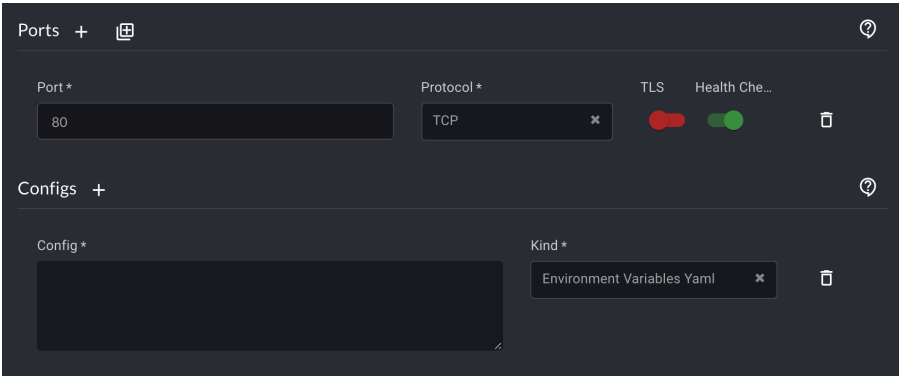 Ports
Port *
Protocol *
TLS
Health Che...
80
TCP
Configs
Config *
Kind *
Environment Variables Yaml